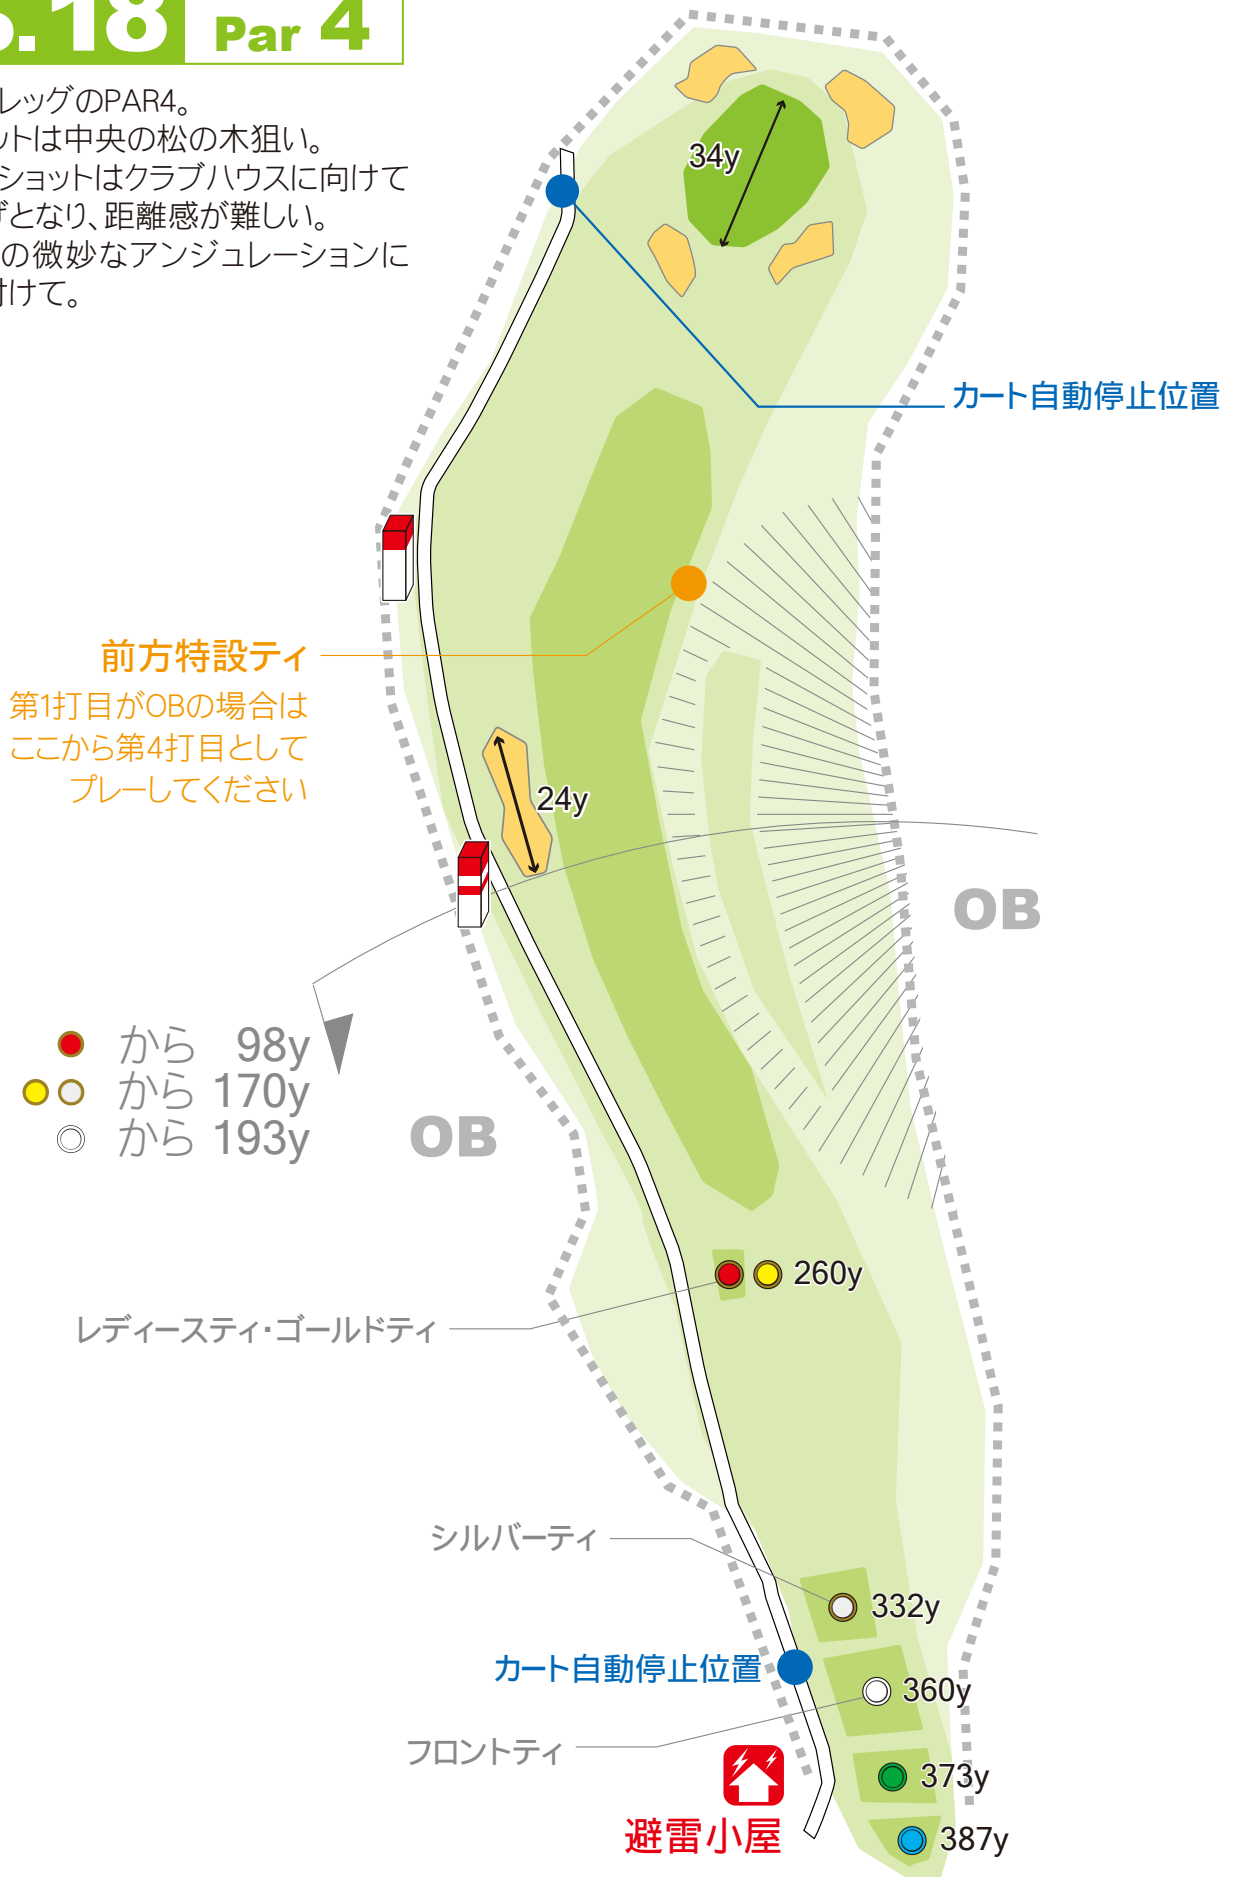 .18 Par 4
レッグのPAR4。
ットは中央の松の木狙い。
ショットはクラブハウスに向けて
となり、距離感が難しい。
の微妙なアンジュレーションに
けて。
34y
カート自動停止位置
前方特設ティ
第1打目がOBの場合は
ここから第4打目として
プレーしてください
24y
OB
から 98y
から 170y
から 193y
OB
260y
レディースティ・ゴールドティ
シルバーティ
332y
カート自動停止位置
360y
フロントティ
373y
避雷小屋
387y